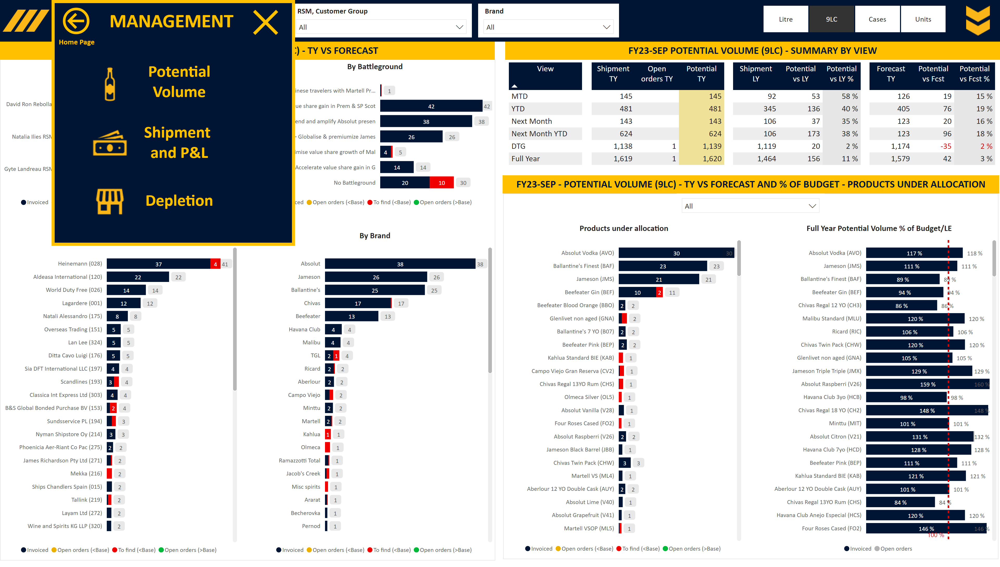 MANAGEMENT
Home Page
Potential
Volume
Shipment
and P&L
Depletion
RSM, Customer Group
All
Brand
All
Litre
9LC
Cases
Units
) - TY VS FORECAST
David Ron Rebolla
Natalia Ilies RSM
Gyte Landreau RSM
Invoiced
By Battleground
inese travelers with Martell Pr... 1
ue share gain in Prem & SP Scot 42 42
end and amplify Absolut presen 38 38
- Globalise & premiumize James 26 26
imise value share growth of Mal 4 5
Accelerate value share gain in G 14 14
No Battleground 20 10 30
ced Open orders (<Base) To find (<Base) Open orders (>Base)
Heinemann (028) 37 4 41
Aldeasa International (120) 22 22
World Duty Free (026) 14 14
Lagardere (001) 12 12
Natali Alessandro (175) 8 8
Overseas Trading (151) 5 5
Lan Lee (324) 5 5
Ditta Cavo Luigi (176) 5 5
Sia DFT International LLC (197) 4 4
Scandlines (193) 3 4
Classica Int Express Ltd (303) 4 4
B&S Global Bonded Purchase BV (153) 2 4
Sundsservice PL (194) 3
Nyman Shipstore Oy (214) 3 3
Phoenicia Aer-Riant Co Pac (275) 2 2
James Richardson Pty Ltd (271) 2
Mekka (216) 2
Ships Chandlers Spain (015) 2
Tallink (219) 2
Layam Ltd (272) 2
Wine and Spirits KG LLP (320) 2
Invoiced Open orders (<Base) To find (<Base) Open orders (>Base)
By Brand
Absolut 38 38
Jameson 26 26
Ballantine's 25 25
Chivas 17 17
Beefeater 13 13
Havana Club 4 4
Malibu 4 4
TGL 2 1 4
Ricard 2 2
Aberlour 2 2
Campo Viejo 2
Minttu 2 2
Martell 2 2
Kahlua 1 1
Olmeca 1
Ramazzotti Total 1
Jacob's Creek 1
Misc spirits 1
Ararat 1
Becherovka 1
Pernod 1
Invoiced Open orders (<Base) To find (<Base) Open orders (>Base)
FY23-SEP POTENTIAL VOLUME (9LC) - SUMMARY BY VIEW
View Shipment TY Open orders TY Potential TY Shipment LY Potential vs LY Potential vs LY % Forecast TY Potential vs Fcst Potential vs Fcst %
MTD 145 145 92 53 58 % 126 19 15 %
YTD 481 481 345 136 40 % 405 76 19 %
Next Month 143 143 106 37 35 % 123 20 16 %
Next Month YTD 624 624 106 173 38 % 123 96 18 %
DTG 1,138 1 1,139 1,119 20 2 % 1,174 -35 2 %
Full Year 1,619 1 1,620 1,464 156 11 % 1,579 42 3 %
FY23-SEP - POTENTIAL VOLUME (9LC) - TY VS FORECAST AND % OF BUDGET - PRODUCTS UNDER ALLOCATION
All
Products under allocation
Absolut Vodka (AVO) 30 30
Ballantine's Finest (BAF) 23 23
Jameson (JMS) 21 21
Beefeater Gin (BEF) 10 2 11
Beefeater Blood Orange (BBO) 2 2
Glenlivet non aged (GNA) 2
Ballantine's 7 YO (B07) 2 2
Beefeater Pink (BEP) 2 2
Kahlua Standard BIE (KAB) 1
Campo Viejo Gran Reserva (CV2) 1
Chivas Regal 13YO Rum (CHS) 1
Olmeca Silver (OL5) 1
Absolut Vanilla (V28) 1
Four Roses Cased (FO2) 1
Absolut Raspberri (V26) 2 2
Jameson Black Barrel (JBB) 1
Chivas Twin Pack (CHW) 3 3
Martell VS (ML4) 1
Aberlour 12 YO Double Cask (AUY) 2 2
Absolut Lime (V40) 1
Absolut Grapefruit (V41) 1
Martell VSOP (ML5) 1
Invoiced Open orders (<Base) To find (<Base) Open orders (>Base)
Full Year Potential Volume % of Budget/LE
Absolut Vodka (AVO) 117 % 118 %
Jameson (JMS) 111 % 111 %
Ballantine's Finest (BAF) 89 % 89 %
Beefeater Gin (BEF) 94 % 94 %
Chivas Regal 12 YO (CH3) 86 % 86 %
Malibu Standard (MLU) 120 % 120 %
Ricard (RIC) 106 % 106 %
Chivas Twin Pack (CHW) 120 % 120 %
Glenlivet non aged (GNA) 105 % 105 %
Jameson Triple Triple (JMX) 129 % 129 %
Absolut Raspberri (V26) 159 % 160 %
Havana Club 3yo (HCB) 98 % 98 %
Chivas Regal 18 YO (CH2) 148 % 148 %
Minttu (MIT) 101 % 101 %
Absolut Citron (V21) 131 % 132 %
Havana Club 7yo (HCD) 128 % 128 %
Beefeater Pink (BEP) 111 % 111 %
Kahlua Standard BIE (KAB) 121 % 121 %
Aberlour 12 YO Double Cask (AUY) 101 % 101 %
Chivas Regal 13YO Rum (CHS) 84 % 84 %
Havana Club Anejo Especial (HCS) 120 % 120 %
Four Roses Cased (FO2) 146 % 146 %
100 %
Invoiced Open orders